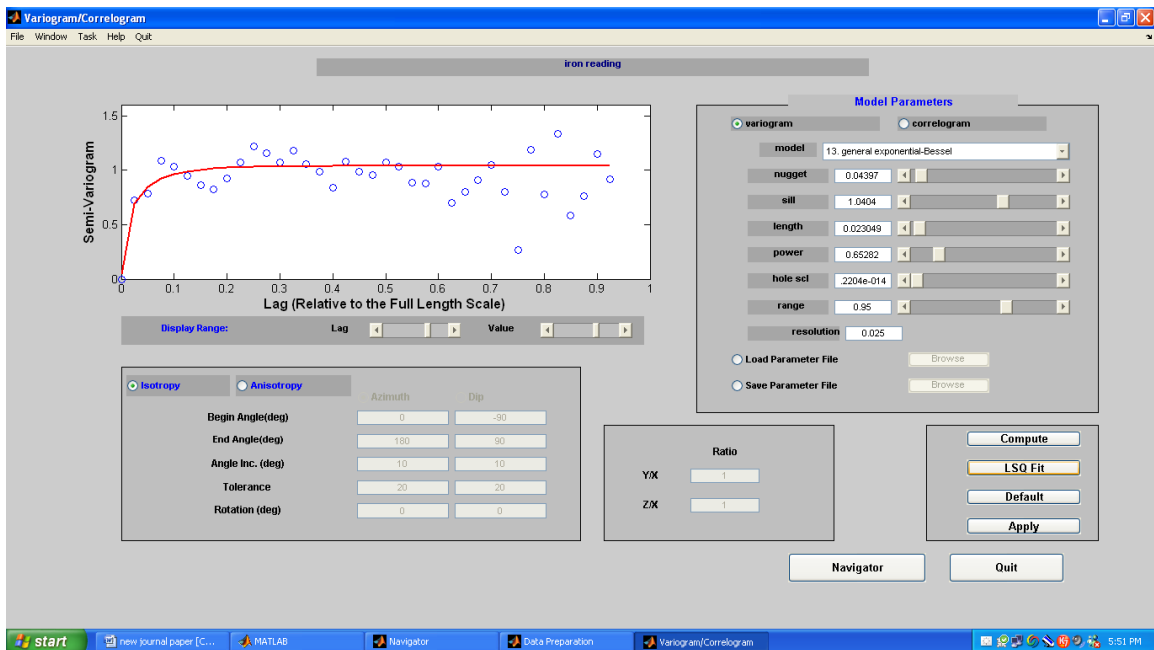 Variogram/Correlogram
File Window Task Help Quit
iron reading
1.5
1
0.5
0
Semi-Variogram
0 0.1 0.2 0.3 0.4 0.5 0.6 0.7 0.8 0.9 1
Lag (Relative to the Full Length Scale)
Display Range: Lag Value
Model Parameters
variogram correlogram
model 13. general exponential-Bessel
nugget 0.04397
sill 1.0404
length 0.023049
power 0.65282
hole scl .2204e-014
range 0.95
resolution 0.025
Load Parameter File Browse
Save Parameter File Browse
Isotropy Anisotropy
Azimuth Dip
Begin Angle(deg) 0 -90
End Angle(deg) 180 90
Angle Inc. (deg) 10 10
Tolerance 20 20
Rotation (deg) 0 0
Ratio
Y/X 1
Z/X 1
Compute
LSQ Fit
Default
Apply
Navigator Quit
start new journal paper [C... MATLAB Navigator Data Preparation Variogram/Correlogram 5:51 PM